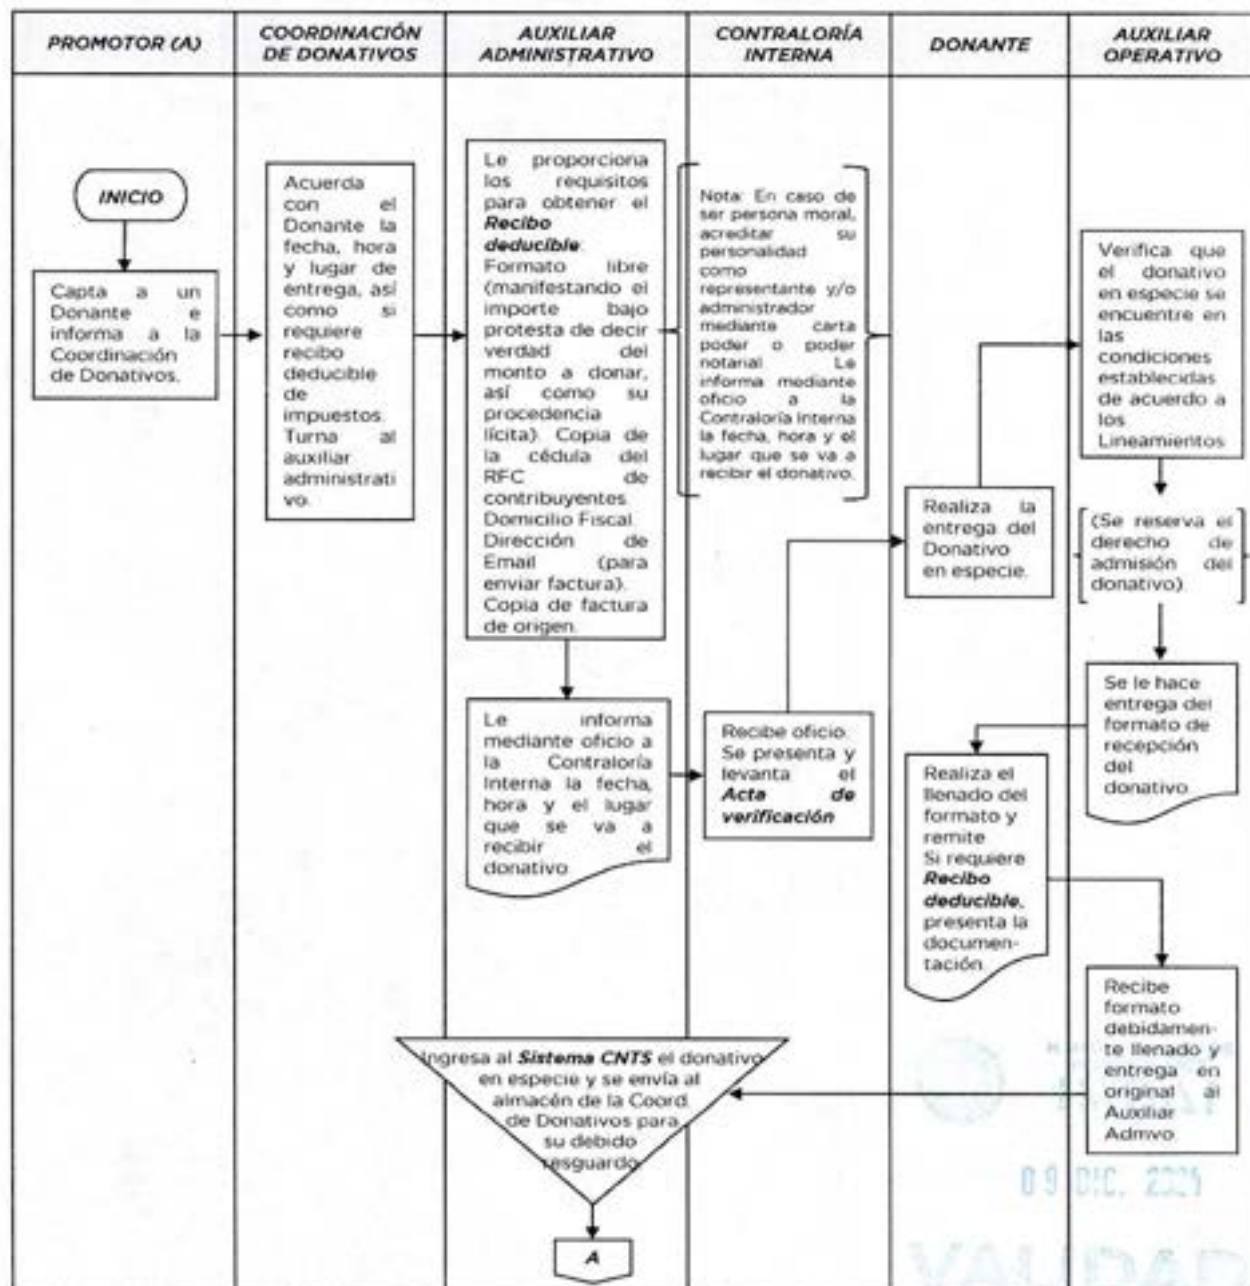 PROMOTOR (A)
COORDINACIÓN
DE DONATIVOS
AUXILIAR
ADMINISTRATIVO
CONTRALORÍA
INTERNA
DONANTE
AUXILIAR
OPERATIVO
INICIO
Capta a un
Donante e
informa a la
Coordinación
de Donativos.
Acuerda
con el
Donante la
fecha, hora
y lugar de
entrega, así
como si
requiere
recibo
deducible
de
impuestos.
Turna al
auxiliar
administrati
vo.
Le proporciona
los requisitos
para obtener el
Recibo
deducible:
Formato libre
(manifestando el
importe bajo
protesta de decir
verdad del
monto a donar,
así como su
procedencia
lícita). Copia de
la cédula del
RFC de
contribuyentes
Domicilio Fiscal
Dirección de
Email (para
enviar factura).
Copia de factura
de origen.
Le informa
mediante oficio a
la Contraloría
Interna la fecha,
hora y el lugar
que se va a
recibir el
donativo
Nota: En caso de
ser persona moral,
acreditar su
personalidad
como
representante y/o
administrador
mediante carta
poder o poder
notarial Le
informa mediante
oficio a la
Contraloría Interna
la fecha, hora y el
lugar que se va a
recibir el donativo.
Recibe oficio.
Se presenta y
levanta el
Acta de
verificación
Realiza la
entrega del
Donativo
en especie.
Verifica que
el donativo
en especie se
encuentre en
las
condiciones
establecidas
de acuerdo a
los
Lineamientos
(Se reserva el
derecho de
admisión del
donativo)
Se le hace
entrega del
formato de
recepción
del
donativo
Realiza el
llenado del
formato y
remite
Si requiere
Recibo
deducible,
presenta la
documen-
tación
Recibe
formato
debidamen-
te llenado y
entrega en
original al
Auxiliar
Admvo
Ingresa al Sistema CNTS el donativo
en especie y se envía al
almacén de la Coord.
de Donativos para
su debido
resguardo
A
09 DIC. 2021